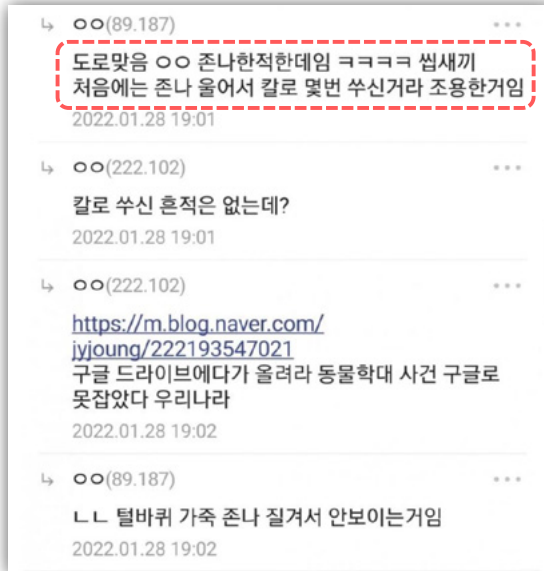 ㅇㅇ(89.187)
도로맞음 ㅇㅇ 존나한적한데임 ㅋㅋㅋㅋ 씹새끼
처음에는 존나 울어서 칼로 몇번 쑤신거라 조용한거임
2022.01.28 19:01
ㅇㅇ(222.102)
칼로 쑤신 흔적은 없는데?
2022.01.28 19:01
ㅇㅇ(222.102)
https://m.blog.naver.com/
jyjoung/222193547021
구글 드라이브에다가 올려라 동물학대 사건 구글로
못잡았다 우리나라
2022.01.28 19:02
ㅇㅇ(89.187)
ㄴㄴ 털바퀴 가죽 존나 질겨서 안보이는거임
2022.01.28 19:02